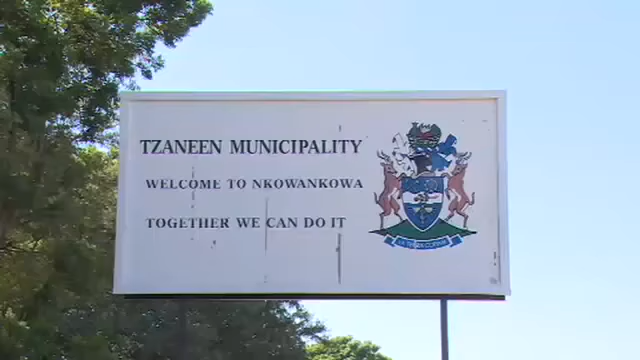 TZANEEN MUNICIPALITY
WELCOME TO NKOWANKOWA
TOGETHER WE CAN DO IT